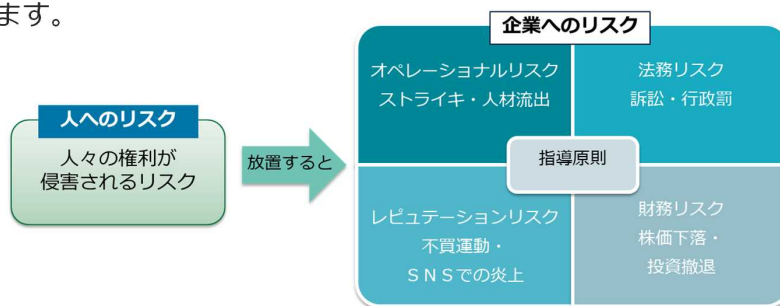 ます。
企業へのリスク
オペレーショナルリスク
ストライキ・人材流出
法務リスク
訴訟・行政罰
人へのリスク
人々の権利が
侵害されるリスク
放置すると
指導原則
レピュテーションリスク
不買運動・
ＳＮＳでの炎上
財務リスク
株価下落・
投資撤退